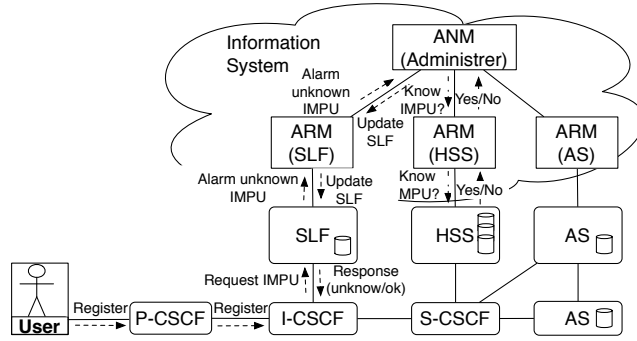 Information
System
ANM
(Administrer)
Alarm
unknown
IMPU
Know
IMPU?
Yes/No
Update
SLF
ARM
(SLF)
ARM
(HSS)
ARM
(AS)
Alarm unknown
IMPU
Update
SLF
Know
MPU?
Yes/No
SLF
HSS
AS
Request IMPU
Response
(unknow/ok)
User
Register
P-CSCF
Register
I-CSCF
S-CSCF
AS